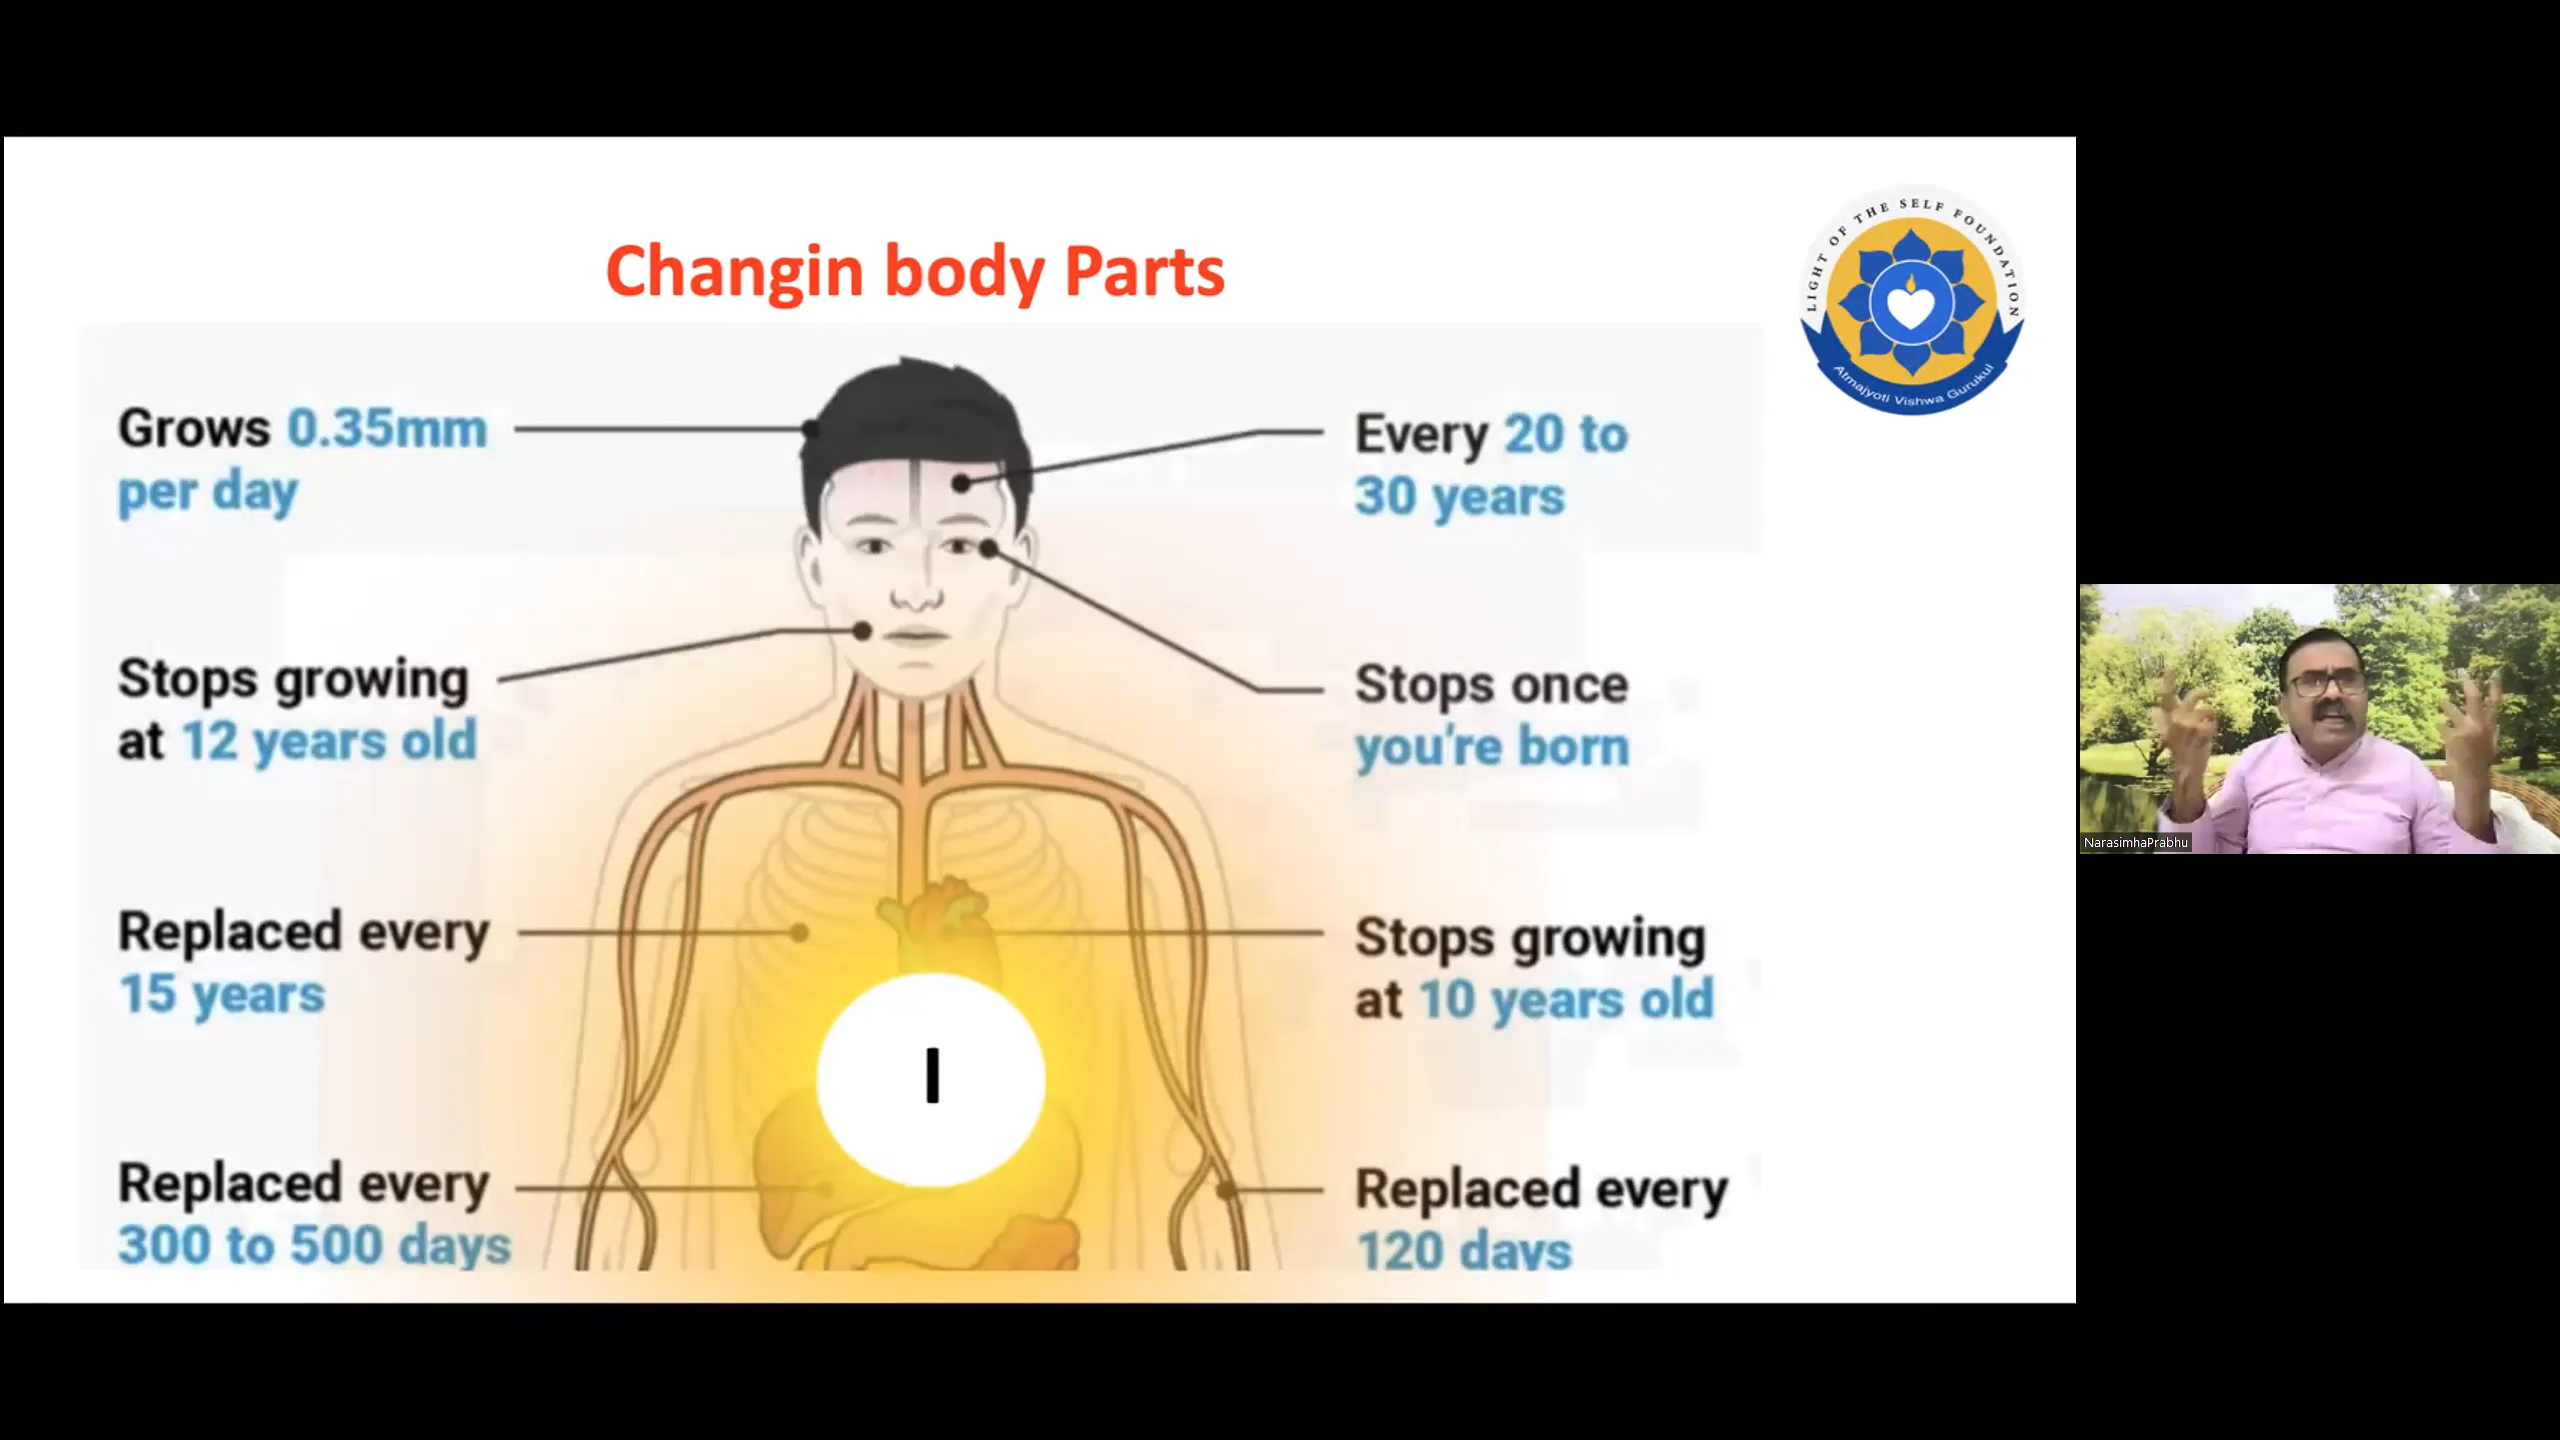 Changin body Parts
LIGHT OF THE SELF FOUNDATION
Atmajyoti Vishwa Gurukul
Grows 0.35mm
per day
Every 20 to
30 years
Stops growing
at 12 years old
Stops once
you're born
Replaced every
15 years
Stops growing
at 10 years old
I
Replaced every
300 to 500 days
Replaced every
120 days
NarasimhaPrabhu